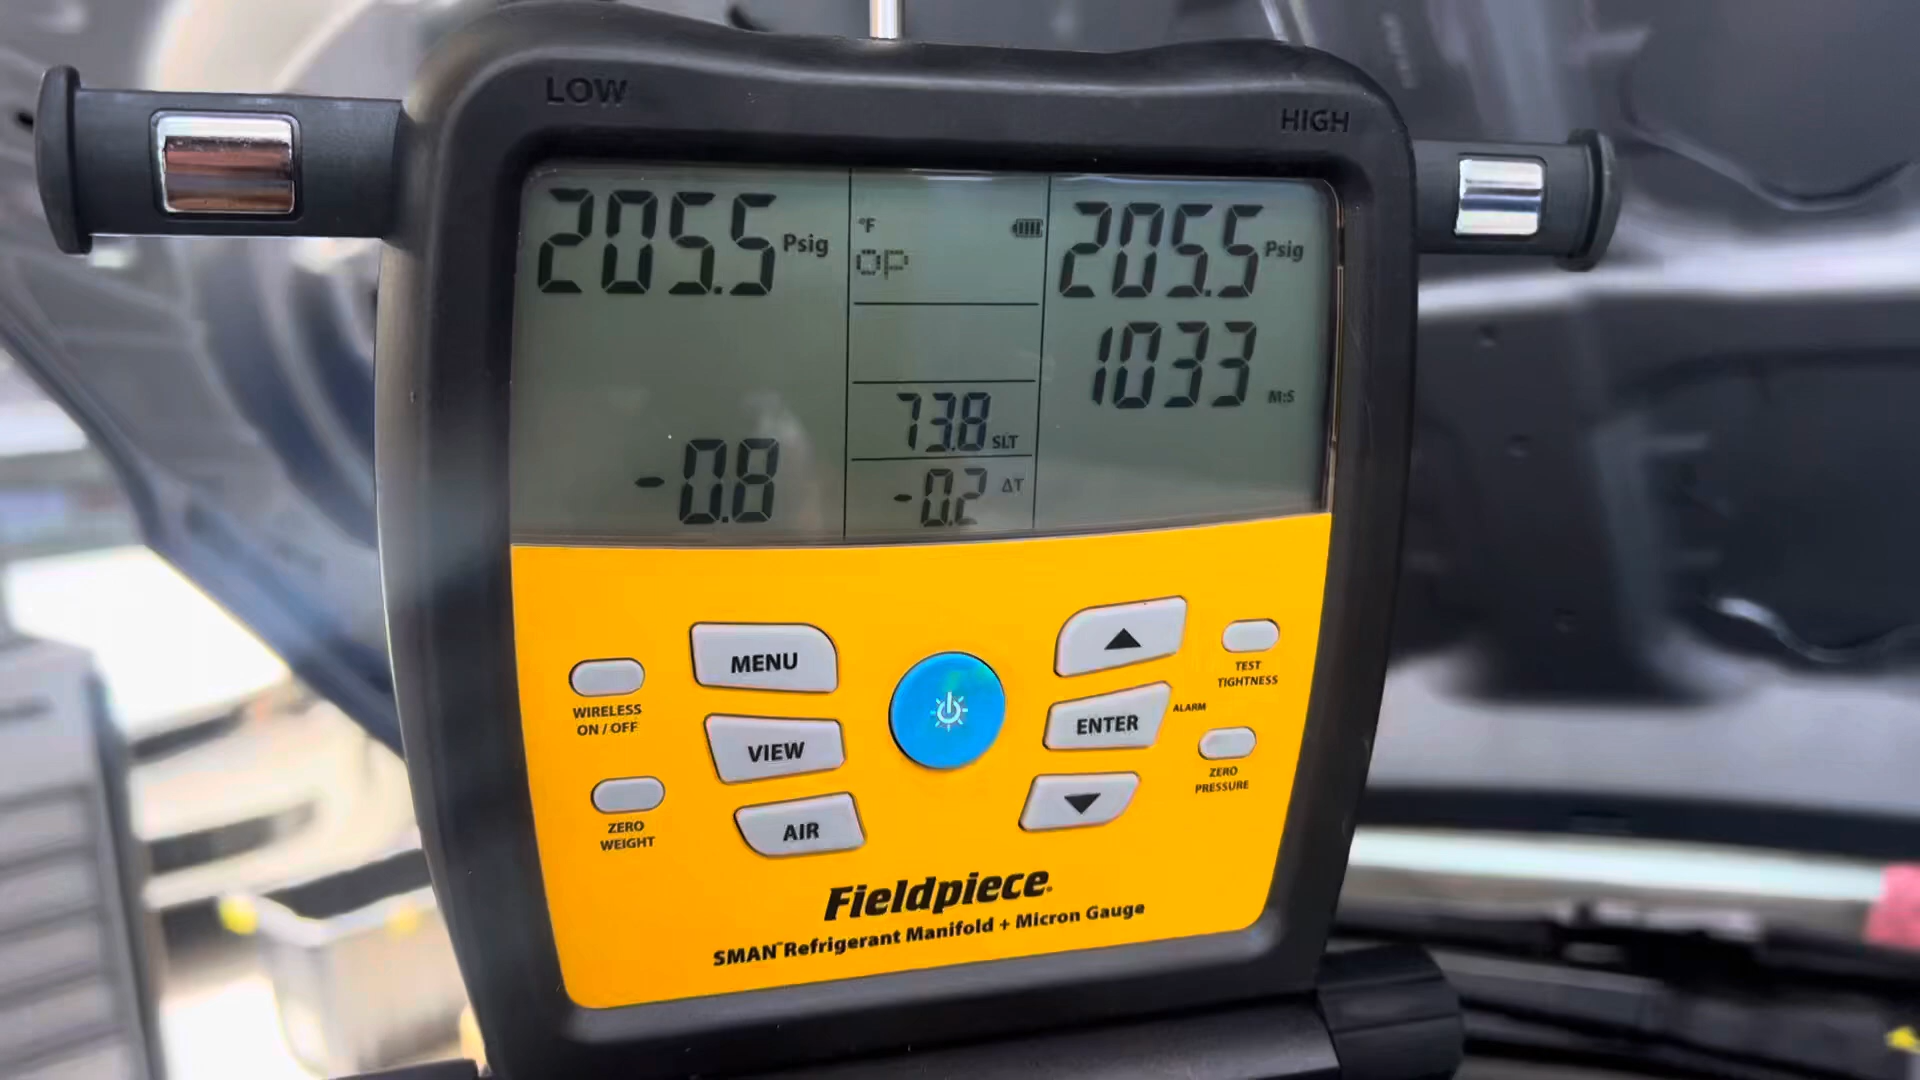 LOW
HIGH
205.5 Psig
°F
OP
205.5 Psig
1033 M:S
73.8 SLT
-0.8
-0.2 ΔT
MENU
VIEW
AIR
WIRELESS
ON / OFF
ZERO
WEIGHT
ENTER
ALARM
TEST
TIGHTNESS
ZERO
PRESSURE
Fieldpiece®
SMAN™ Refrigerant Manifold + Micron Gauge